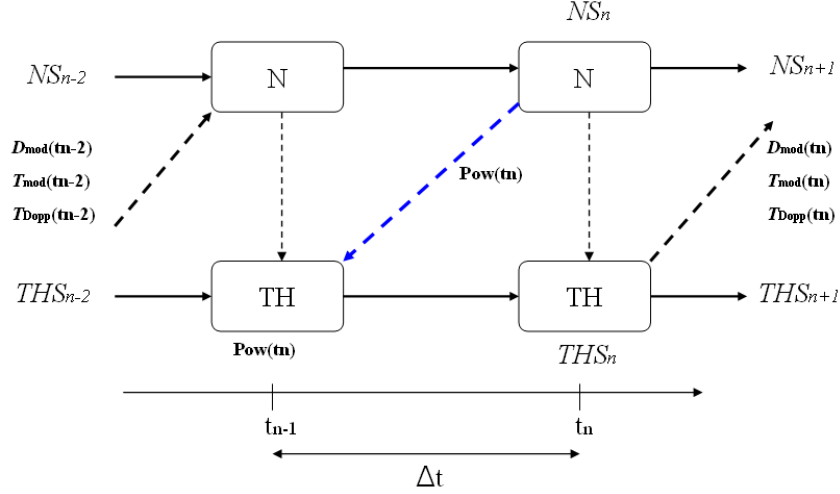 NSn
NSn-2
N
N
NSn+1
Dmod(tn-2)
Tmod(tn-2)
TDopp(tn-2)
Pow(tn)
Dmod(tn)
Tmod(tn)
TDopp(tn)
THSn-2
TH
TH
THSn+1
Pow(tn)
THSn
tn-1
tn
Δt